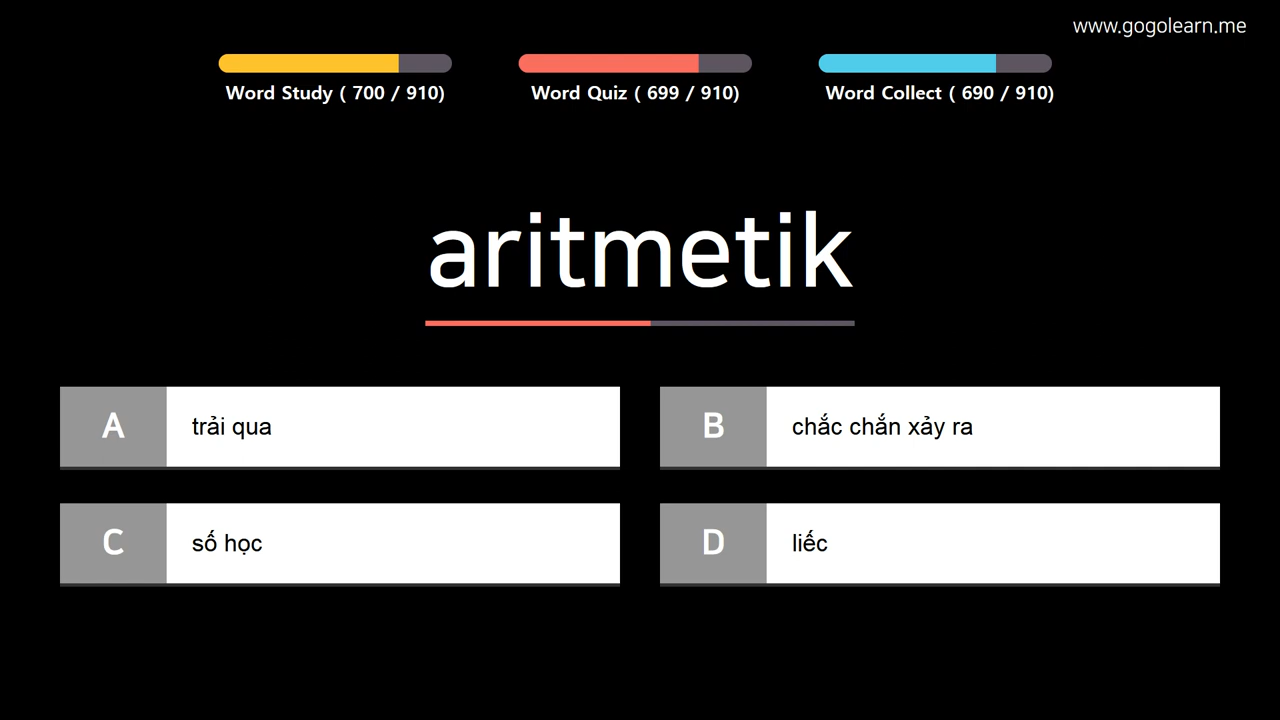 www.gogolearn.me
Word Study ( 700 / 910)
Word Quiz ( 699 / 910)
Word Collect ( 690 / 910)
aritmetik
A
trải qua
B
chắc chắn xảy ra
C
số học
D
liếc